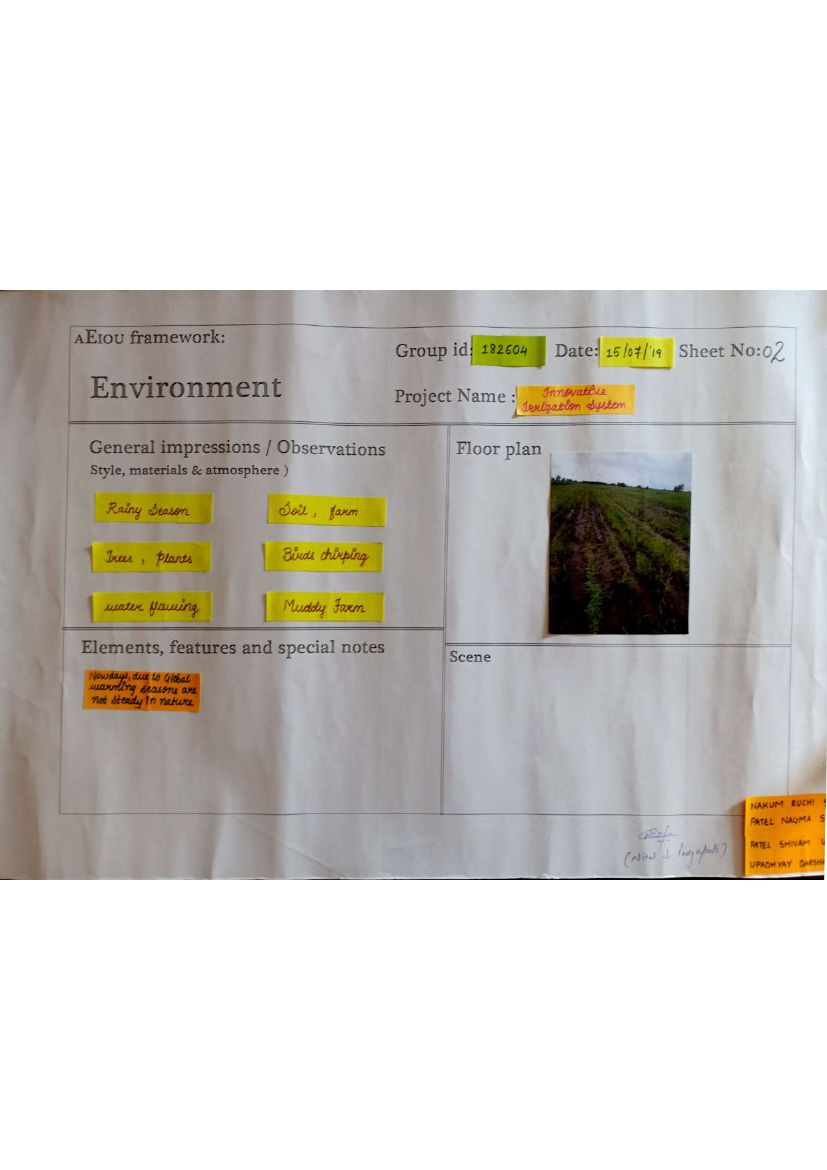 AEIOU framework:
Group id: 182604 Date: 15/07/'19 Sheet No: 02
Environment
Project Name : Innovative
Irrigation System
General impressions / Observations
Style, materials & atmosphere )
Rainy Season
Soil, farm
Trees, plants
Birds chirping
water flowing
Muddy Farm
Elements, features and special notes
Nowdays, due to Global
warming seasons are
not steady in nature
Floor plan
Scene
NAKUM RUCHI
PATEL NAQMA S
PATEL SHIVAM
UPADHYAY DARSHA